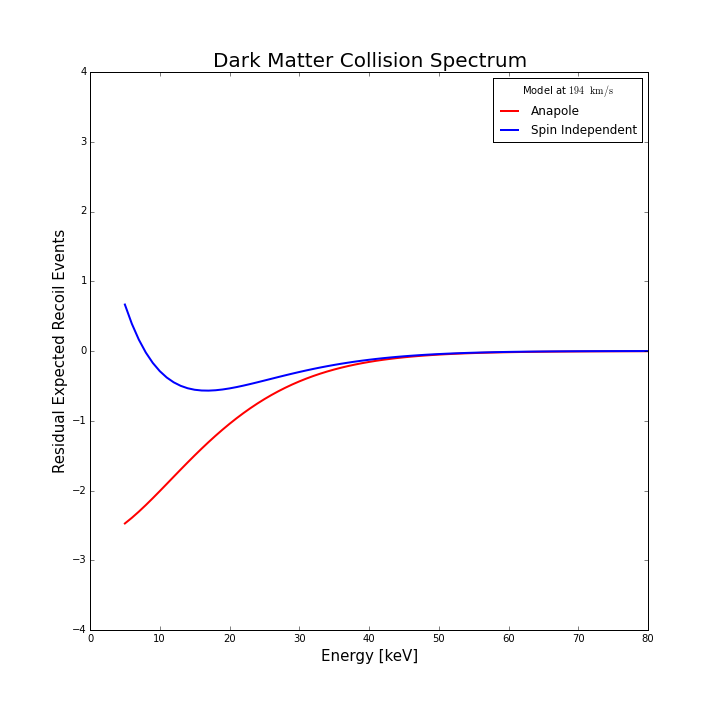 Dark Matter Collision Spectrum
Model at 194 km/s
Anapole
Spin Independent
Residual Expected Recoil Events
4
3
2
1
0
−1
−2
−3
−4
0 10 20 30 40 50 60 70 80
Energy [keV]